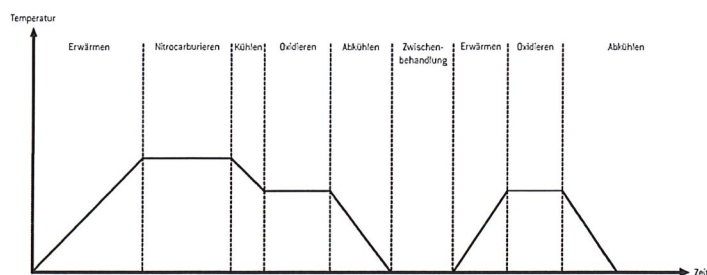 Temperatur
Erwärmen
Nitrocarburieren
Kühlen
Oxidieren
Abkühlen
Zwischen-
behandlung
Erwärmen
Oxidieren
Abkühlen
Zeit